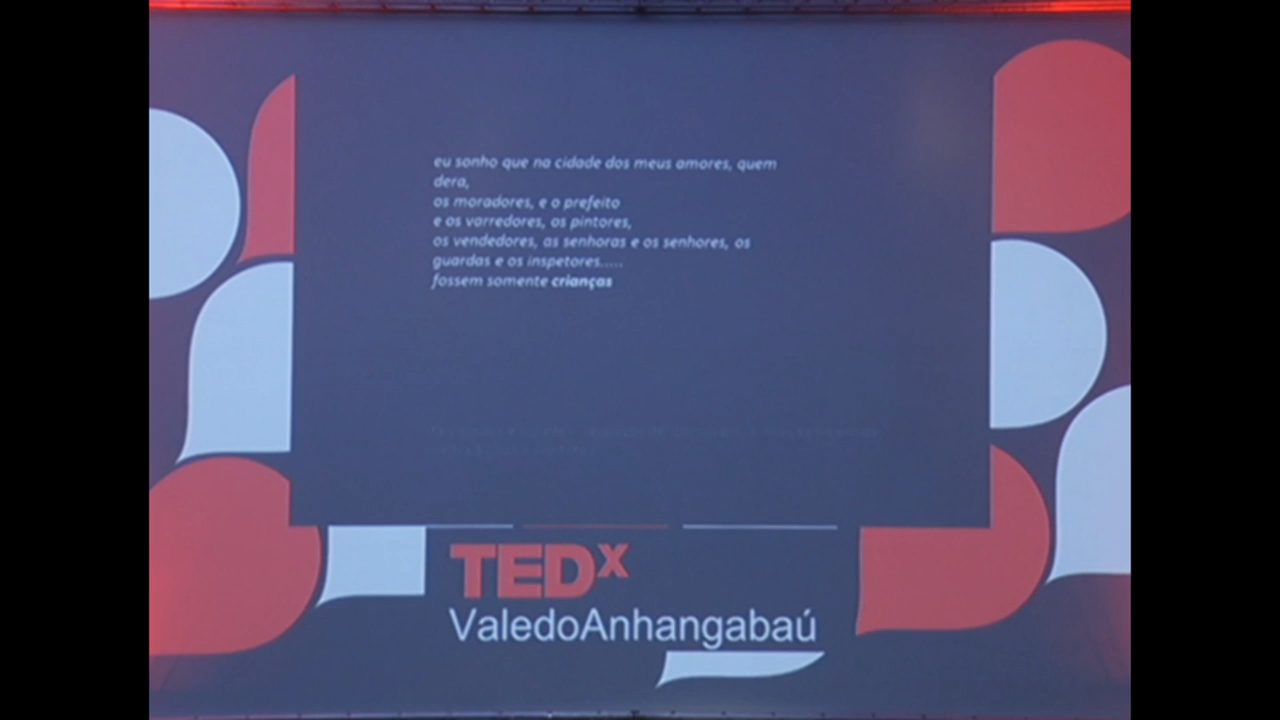 eu sonho que na cidade dos meus amores, quem
dera,
os moradores, e o prefeito
e os varredores, os pintores,
os vendedores, as senhoras e os senhores, os
guardas e os inspetores.....
fossem somente crianças
TEDx
ValedoAnhangabaú